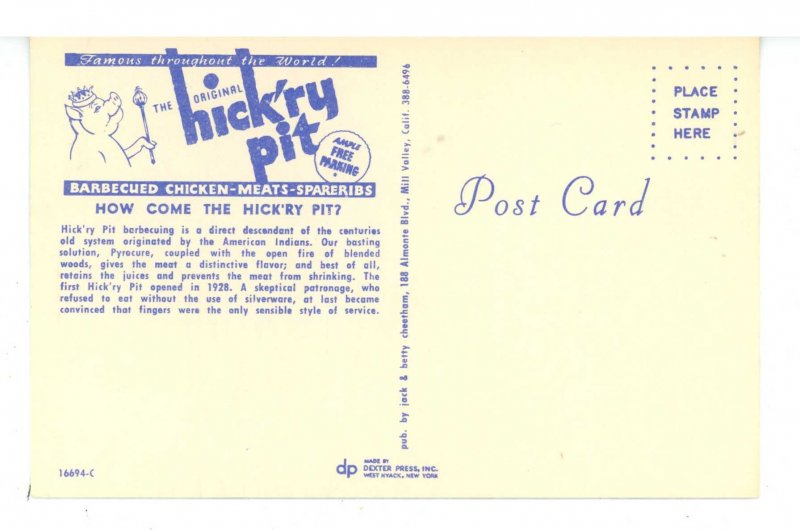 Famous throughout the World!
THE ORIGINAL
hick'ry
pit
AMPLE
FREE
PARKING
BARBECUED CHICKEN-MEATS-SPARERIBS
HOW COME THE HICK'RY PIT?
Hick'ry Pit barbecuing is a direct descendant of the centuries
old system originated by the American Indians. Our basting
solution, Pyrocure, coupled with the open fire of blended
woods, gives the meat a distinctive flavor; and best of all,
retains the juices and prevents the meat from shrinking. The
first Hick'ry Pit opened in 1928. A skeptical patronage, who
refused to eat without the use of silverware, at last became
convinced that fingers were the only sensible style of service.
16694-C
pub. by jack & betty cheetham, 188 Almonte Blvd., Mill Valley, Calif. 388-6496
dp
MADE BY
DEXTER PRESS, INC.
WEST NYACK, NEW YORK
PLACE
STAMP
HERE
Post Card